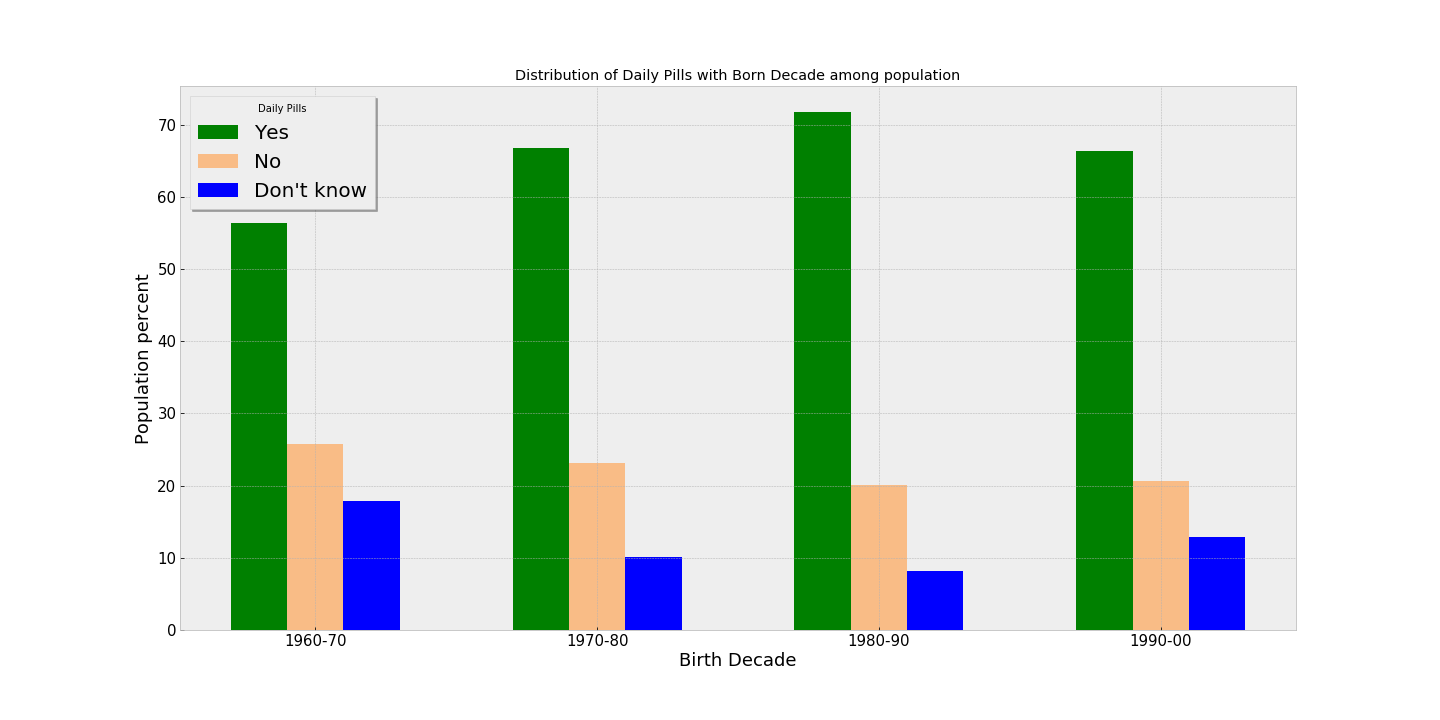 Distribution of Daily Pills with Born Decade among population
Daily Pills
Yes
No
Don't know
70
60
50
40
30
20
10
0
Population percent
1960-70
1970-80
1980-90
1990-00
Birth Decade